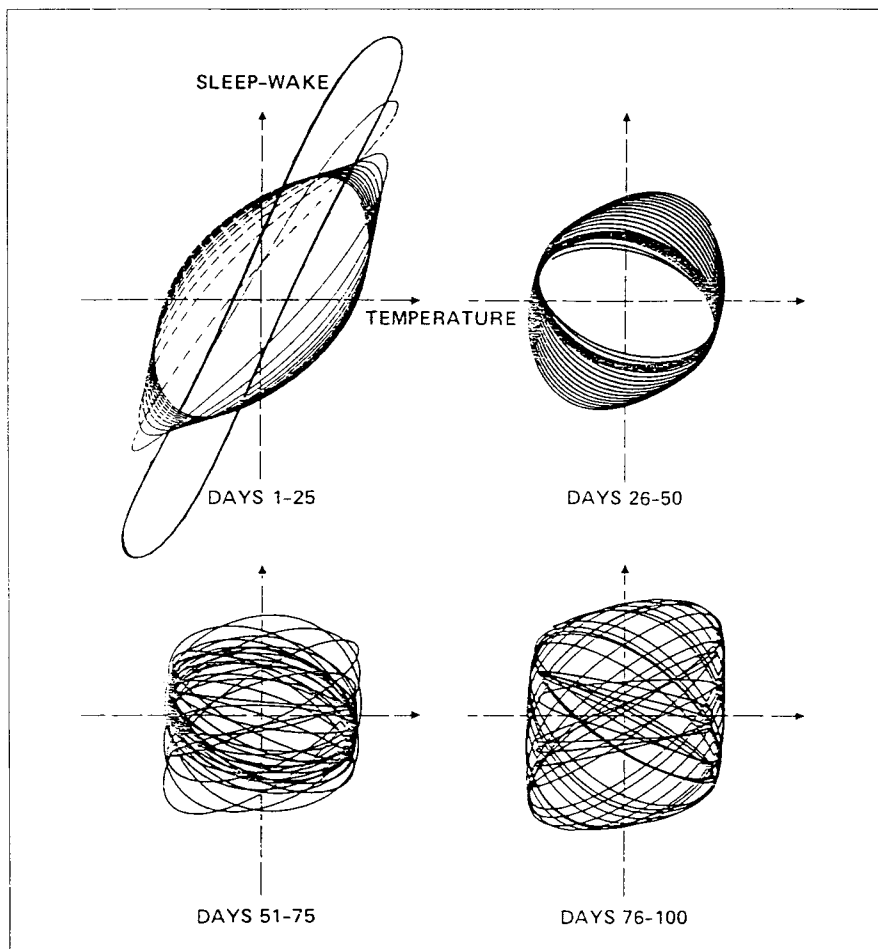 SLEEP-WAKE
TEMPERATURE
DAYS 1-25
DAYS 26-50
DAYS 51-75
DAYS 76-100